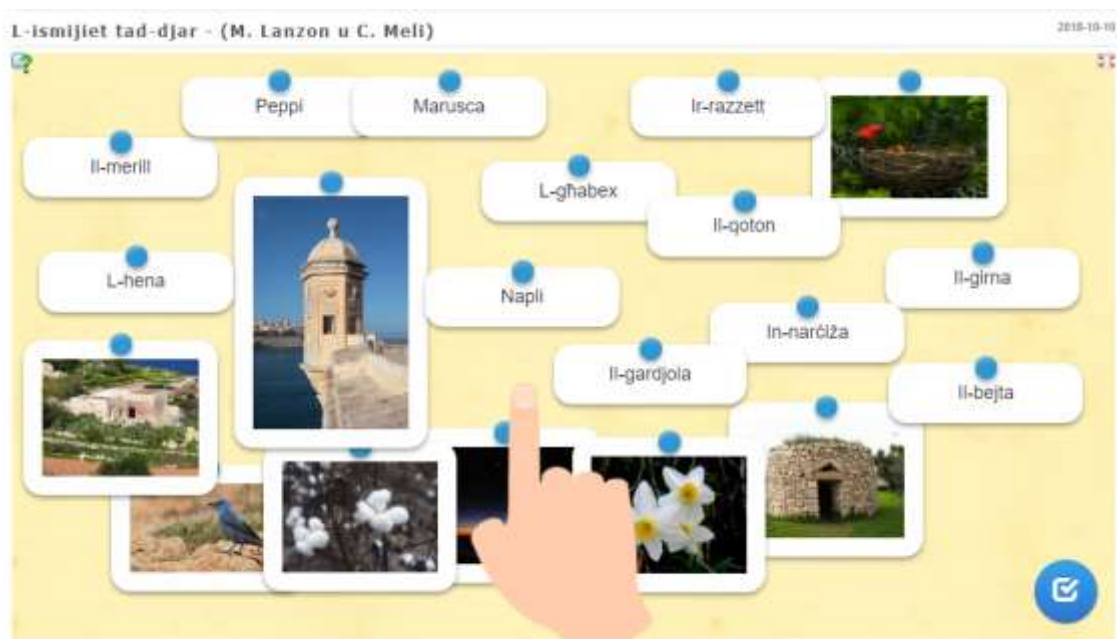 L-ismijiet tad-djar - (M. Lanzon u C. Meli)
2018-10-10
Peppi
Marusca
Ir-razzett
Il-merill
L-għabex
Il-qoton
L-hena
Napli
Il-girna
In-narċiża
Il-gardjola
Il-bejta